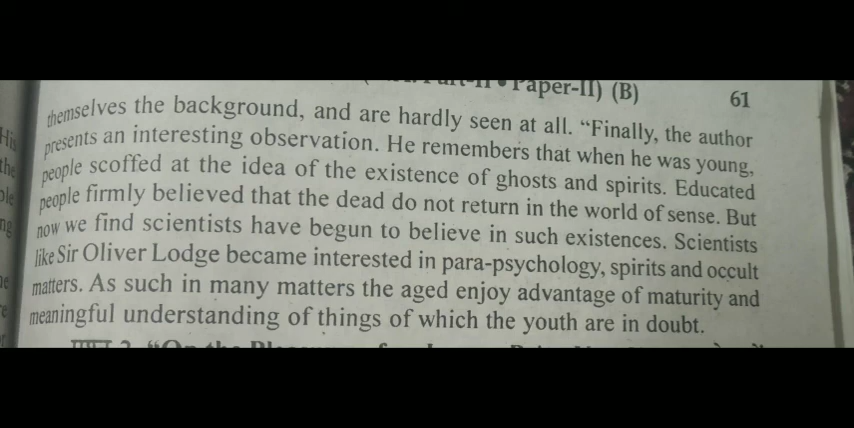 Paper-II) (B) 61
themselves the background, and are hardly seen at all. “Finally, the author
presents an interesting observation. He remembers that when he was young,
people scoffed at the idea of the existence of ghosts and spirits. Educated
people firmly believed that the dead do not return in the world of sense. But
now we find scientists have begun to believe in such existences. Scientists
like Sir Oliver Lodge became interested in para-psychology, spirits and occult
matters. As such in many matters the aged enjoy advantage of maturity and
meaningful understanding of things of which the youth are in doubt.